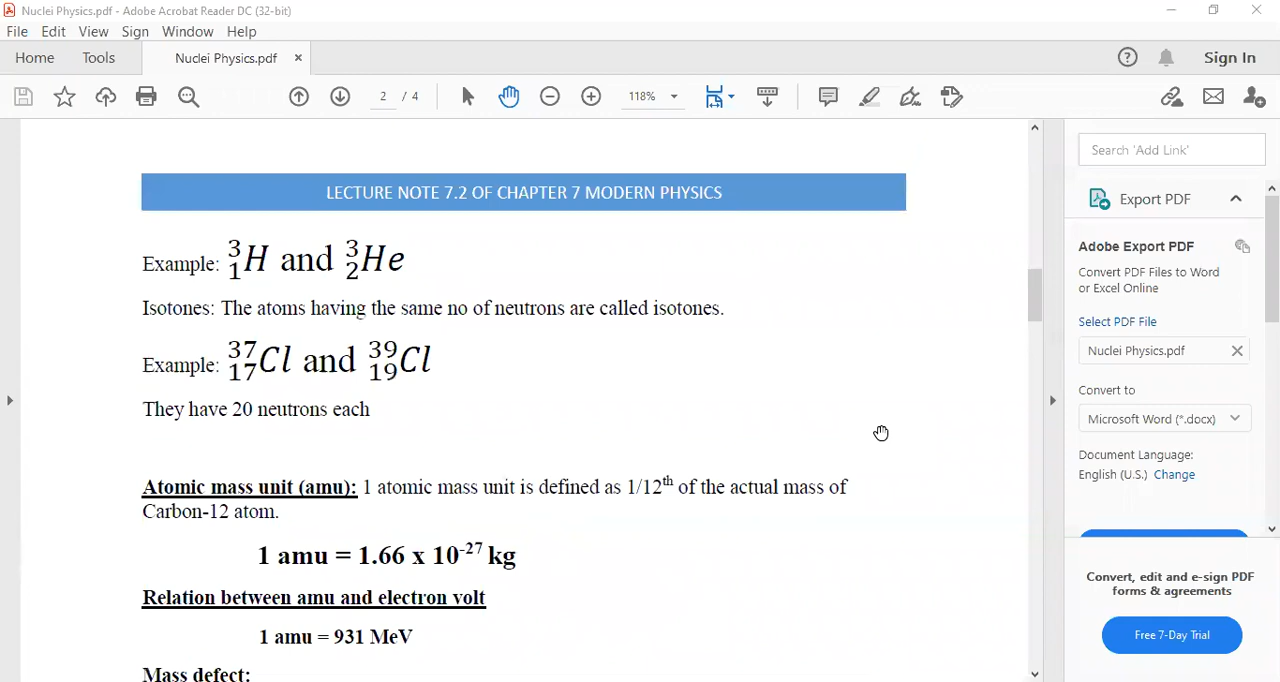 Nuclei Physics.pdf - Adobe Acrobat Reader DC (32-bit)
File Edit View Sign Window Help
Home Tools Nuclei Physics.pdf × Sign In
2 / 4 118%
LECTURE NOTE 7.2 OF CHAPTER 7 MODERN PHYSICS
Example: ³₁H and ³₂He
Isotones: The atoms having the same no of neutrons are called isotones.
Example: ³⁷₁₇Cl and ³⁹₁₉Cl
They have 20 neutrons each
Atomic mass unit (amu): 1 atomic mass unit is defined as 1/12ᵗʰ of the actual mass of
Carbon-12 atom.
1 amu = 1.66 x 10⁻²⁷ kg
Relation between amu and electron volt
1 amu = 931 MeV
Mass defect:
Search 'Add Link'
Export PDF
Adobe Export PDF
Convert PDF Files to Word
or Excel Online
Select PDF File
Nuclei Physics.pdf
Convert to
Microsoft Word (*.docx)
Document Language:
English (U.S.) Change
Convert, edit and e-sign PDF
forms & agreements
Free 7-Day Trial